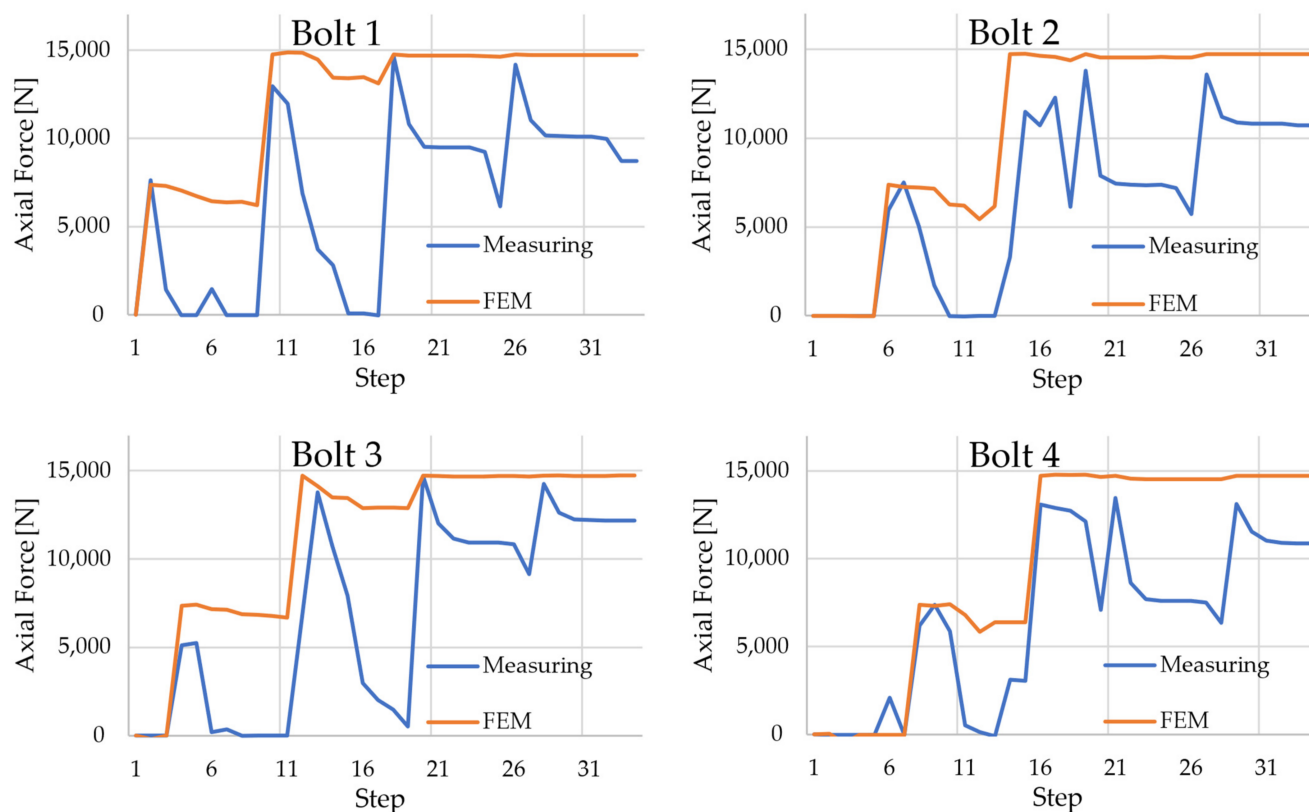 Bolt 1
Axial Force [N]
15,000
10,000
5,000
0
Measuring
FEM
1 6 11 16 21 26 31
Step
Bolt 2
Axial Force [N]
15,000
10,000
5,000
0
Measuring
FEM
1 6 11 16 21 26 31
Step
Bolt 3
Axial Force [N]
15,000
10,000
5,000
0
Measuring
FEM
1 6 11 16 21 26 31
Step
Bolt 4
Axial Force [N]
15,000
10,000
5,000
0
Measuring
FEM
1 6 11 16 21 26 31
Step